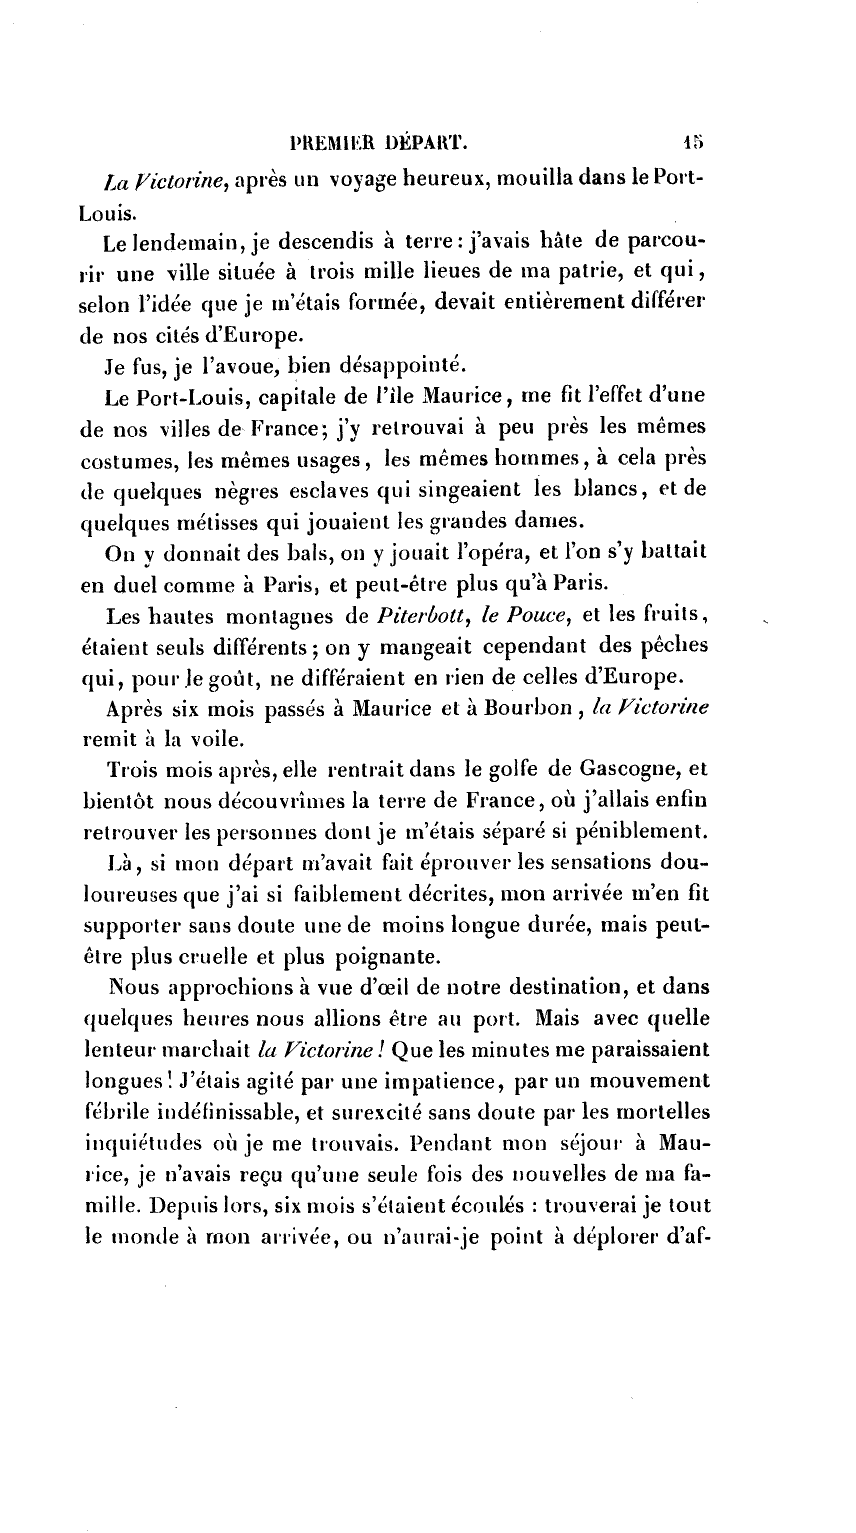 PREMIER DÉPART. 15
La Victorine, après un voyage heureux, mouilla dans le Port-
Louis.
Le lendemain, je descendis à terre : j'avais hâte de parcou-
rir une ville située à trois mille lieues de ma patrie, et qui,
selon l'idée que je m'étais formée, devait entièrement différer
de nos cités d'Europe.
Je fus, je l'avoue, bien désappointé.
Le Port-Louis, capitale de l'île Maurice, me fit l'effet d'une
de nos villes de France; j'y retrouvai à peu près les mêmes
costumes, les mêmes usages, les mêmes hommes, à cela près
de quelques nègres esclaves qui singeaient les blancs, et de
quelques métisses qui jouaient les grandes dames.
On y donnait des bals, on y jouait l'opéra, et l'on s'y battait
en duel comme à Paris, et peut-être plus qu'à Paris.
Les hautes montagnes de Piterbott, le Pouce, et les fruits,
étaient seuls différents ; on y mangeait cependant des pêches
qui, pour le goût, ne différaient en rien de celles d'Europe.
Après six mois passés à Maurice et à Bourbon, la Victorine
remit à la voile.
Trois mois après, elle rentrait dans le golfe de Gascogne, et
bientôt nous découvrîmes la terre de France, où j'allais enfin
retrouver les personnes dont je m'étais séparé si péniblement.
Là, si mon départ m'avait fait éprouver les sensations dou-
loureuses que j'ai si faiblement décrites, mon arrivée m'en fit
supporter sans doute une de moins longue durée, mais peut-
être plus cruelle et plus poignante.
Nous approchions à vue d'œil de notre destination, et dans
quelques heures nous allions être au port. Mais avec quelle
lenteur marchait la Victorine ! Que les minutes me paraissaient
longues ! J'étais agité par une impatience, par un mouvement
fébrile indéfinissable, et surexcité sans doute par les mortelles
inquiétudes où je me trouvais. Pendant mon séjour à Mau-
rice, je n'avais reçu qu'une seule fois des nouvelles de ma fa-
mille. Depuis lors, six mois s'étaient écoulés : trouverai je tout
le monde à mon arrivée, ou n'aurai-je point à déplorer d'af-